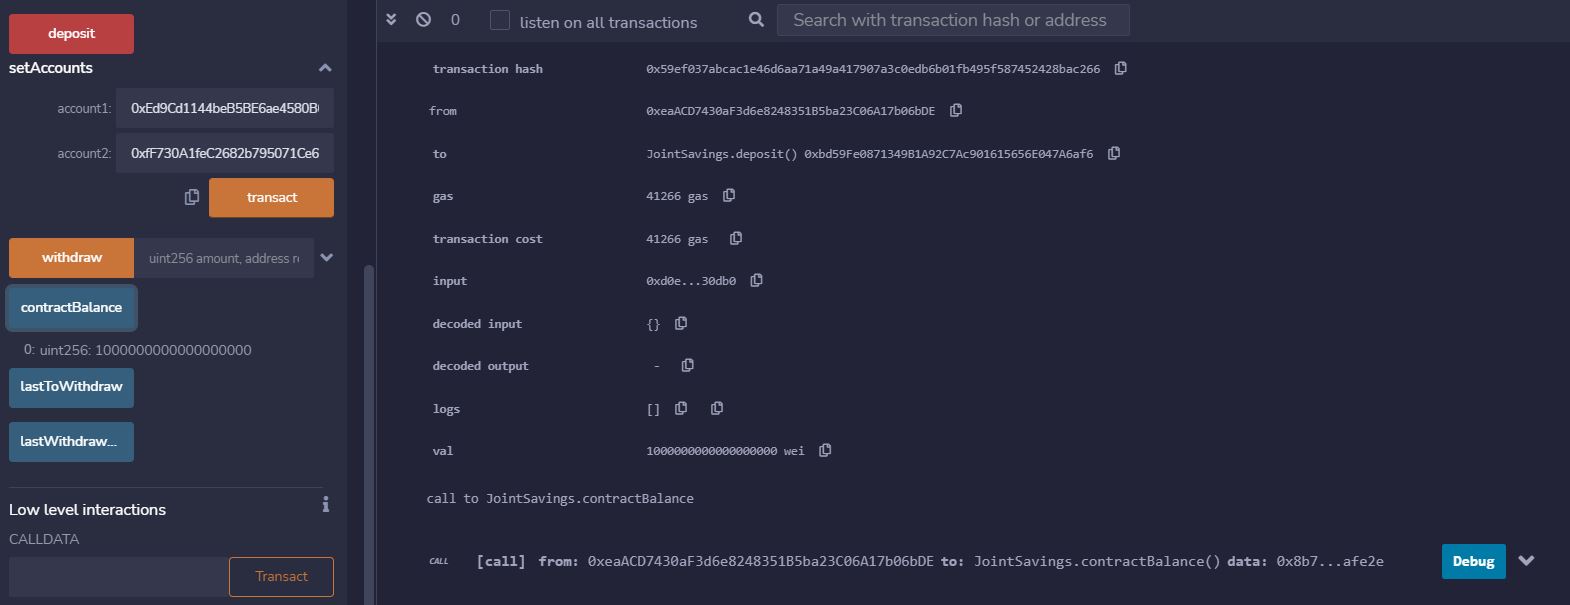 deposit
setAccounts
account1: 0xEd9Cd1144beB5BE6ae4580B
account2: 0xfF730A1feC2682b795071Ce6
transact
withdraw uint256 amount, address re
contractBalance
0: uint256: 1000000000000000000
lastToWithdraw
lastWithdraw...
Low level interactions
CALLDATA
Transact
0 listen on all transactions Search with transaction hash or address
transaction hash 0x59ef037abcac1e46d6aa71a49a417907a3c0edb6b01fb495f587452428bac266
from 0xeaACD7430aF3d6e8248351B5ba23C06A17b06bDE
to JointSavings.deposit() 0xbd59Fe0871349B1A92C7Ac901615656E047A6af6
gas 41266 gas
transaction cost 41266 gas
input 0xd0e...30db0
decoded input {}
decoded output -
logs []
val 1000000000000000000 wei
call to JointSavings.contractBalance
CALL [call] from: 0xeaACD7430aF3d6e8248351B5ba23C06A17b06bDE to: JointSavings.contractBalance() data: 0x8b7...afe2e Debug